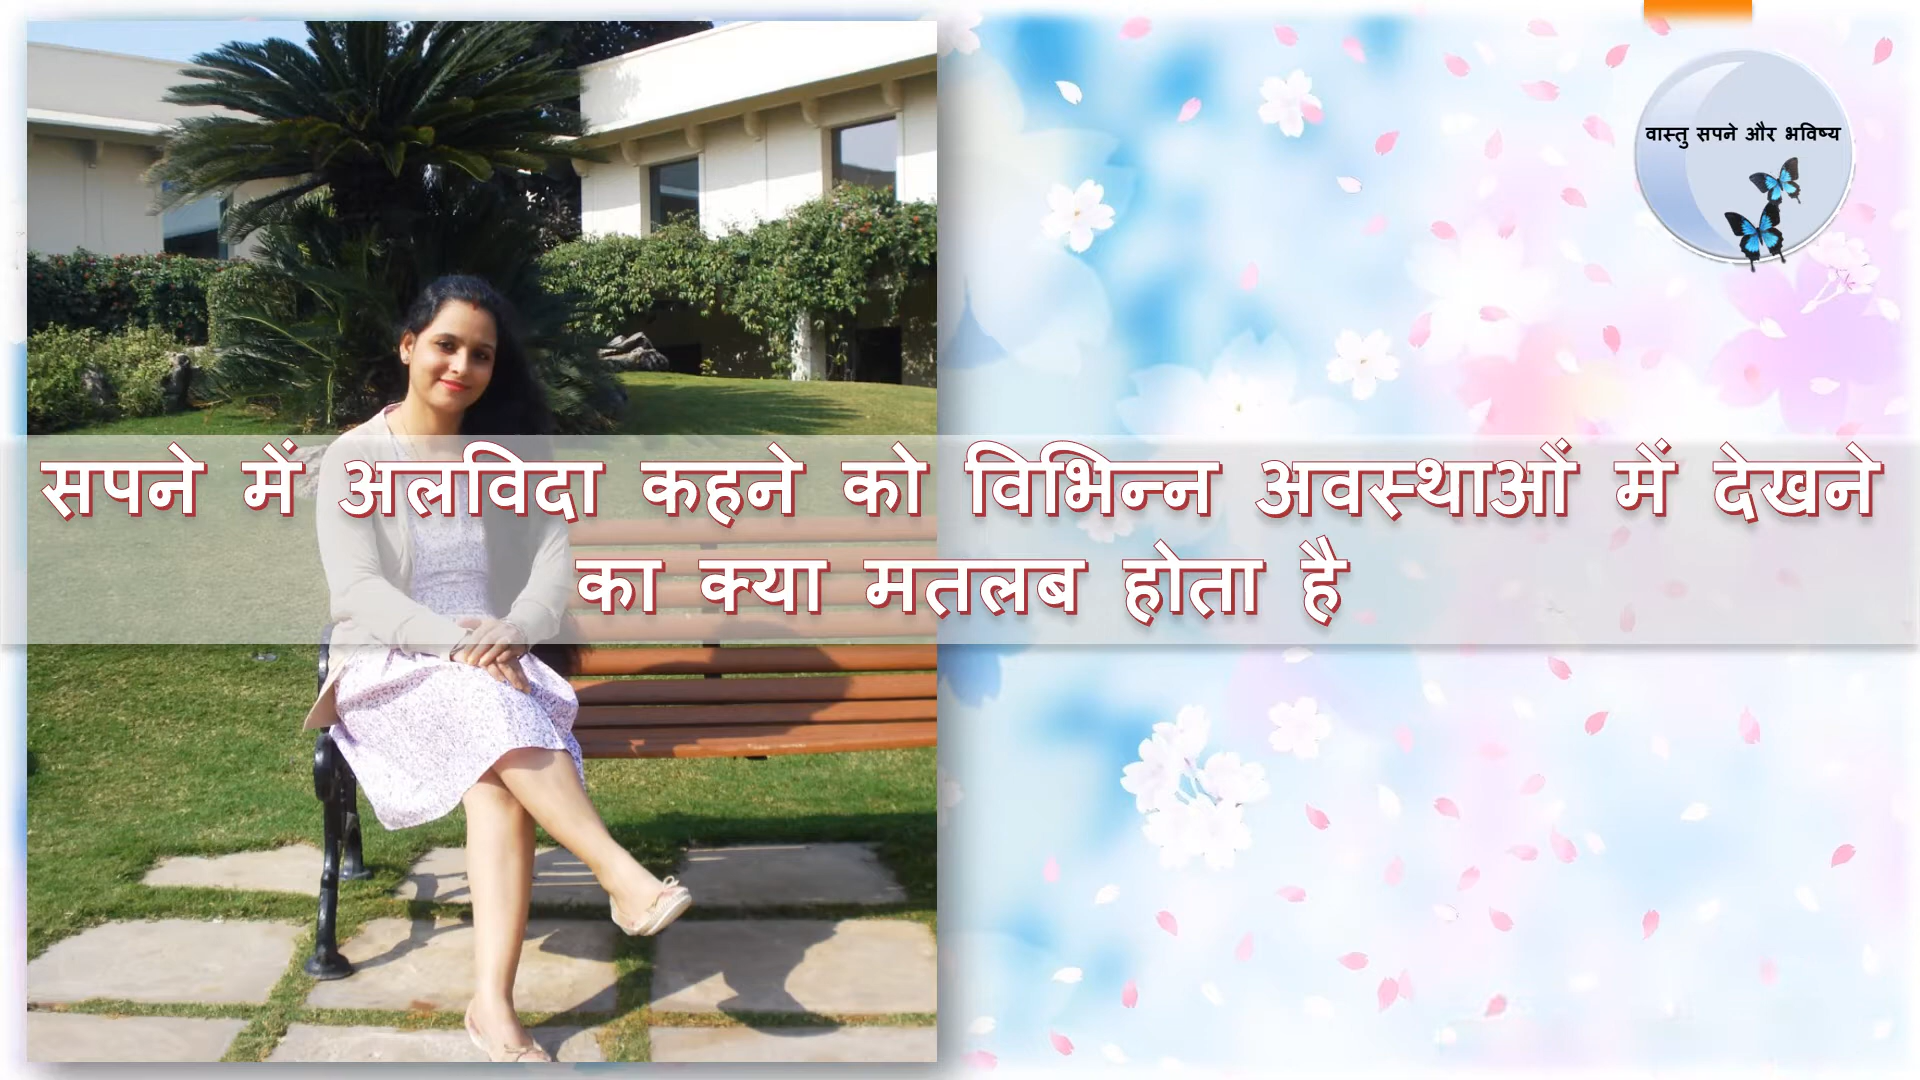 वास्तु सपने और भविष्य
सपने में अलविदा कहने को विभिन्न अवस्थाओं में देखने
का क्या मतलब होता है